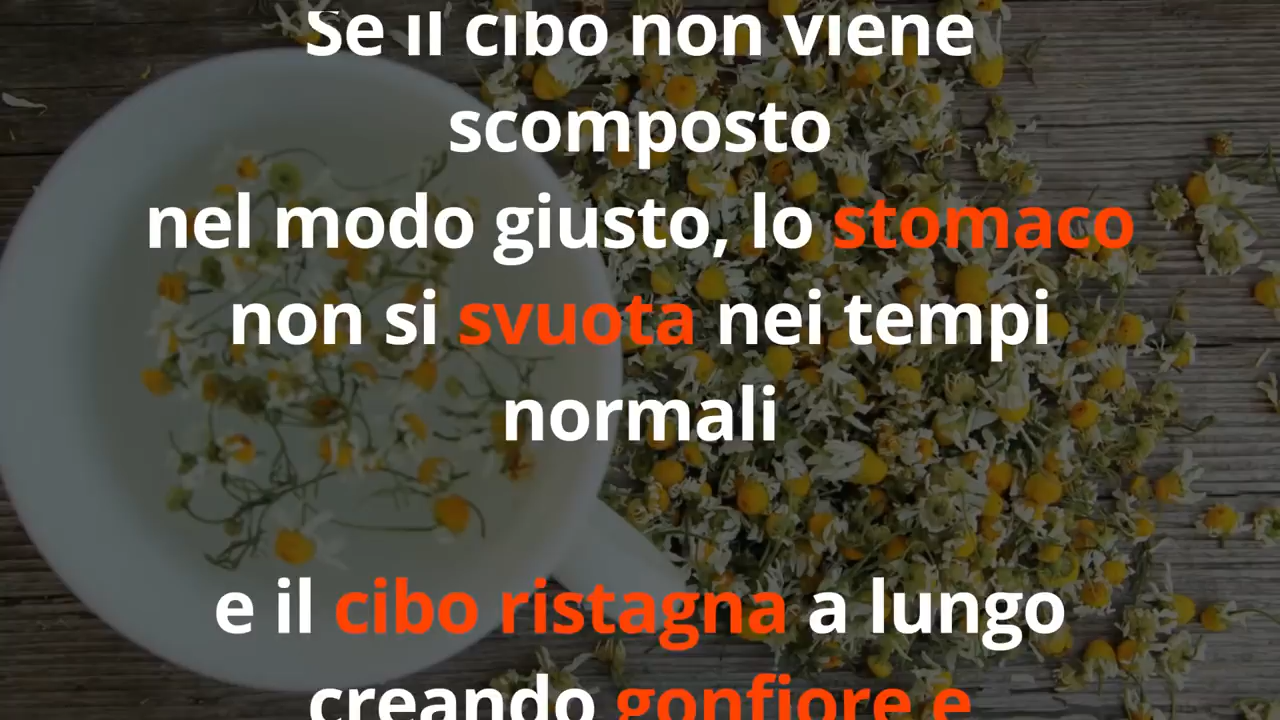 Se il cibo non viene
scomposto
nel modo giusto, lo stomaco
non si svuota nei tempi
normali
e il cibo ristagna a lungo
creando gonfiore e